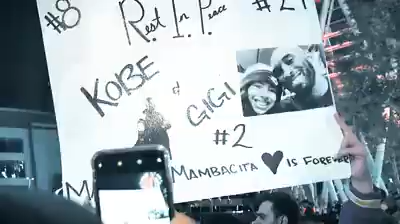 #8 Rest In Peace #24
KOBE & GIGI
#2
MAMBACITA ♥ IS FOREVER